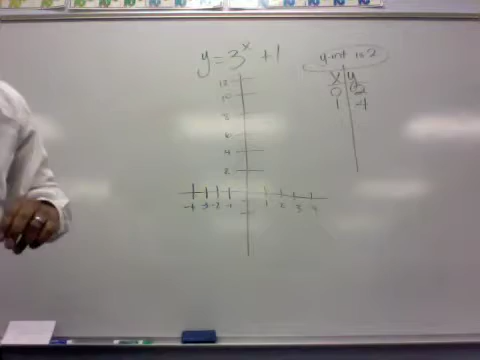 y = 3^x + 1
y-int is 2
x y
0 2
1 4
12
10
8
6
4
2
-4 -3 -2 -1 1 2 3 4